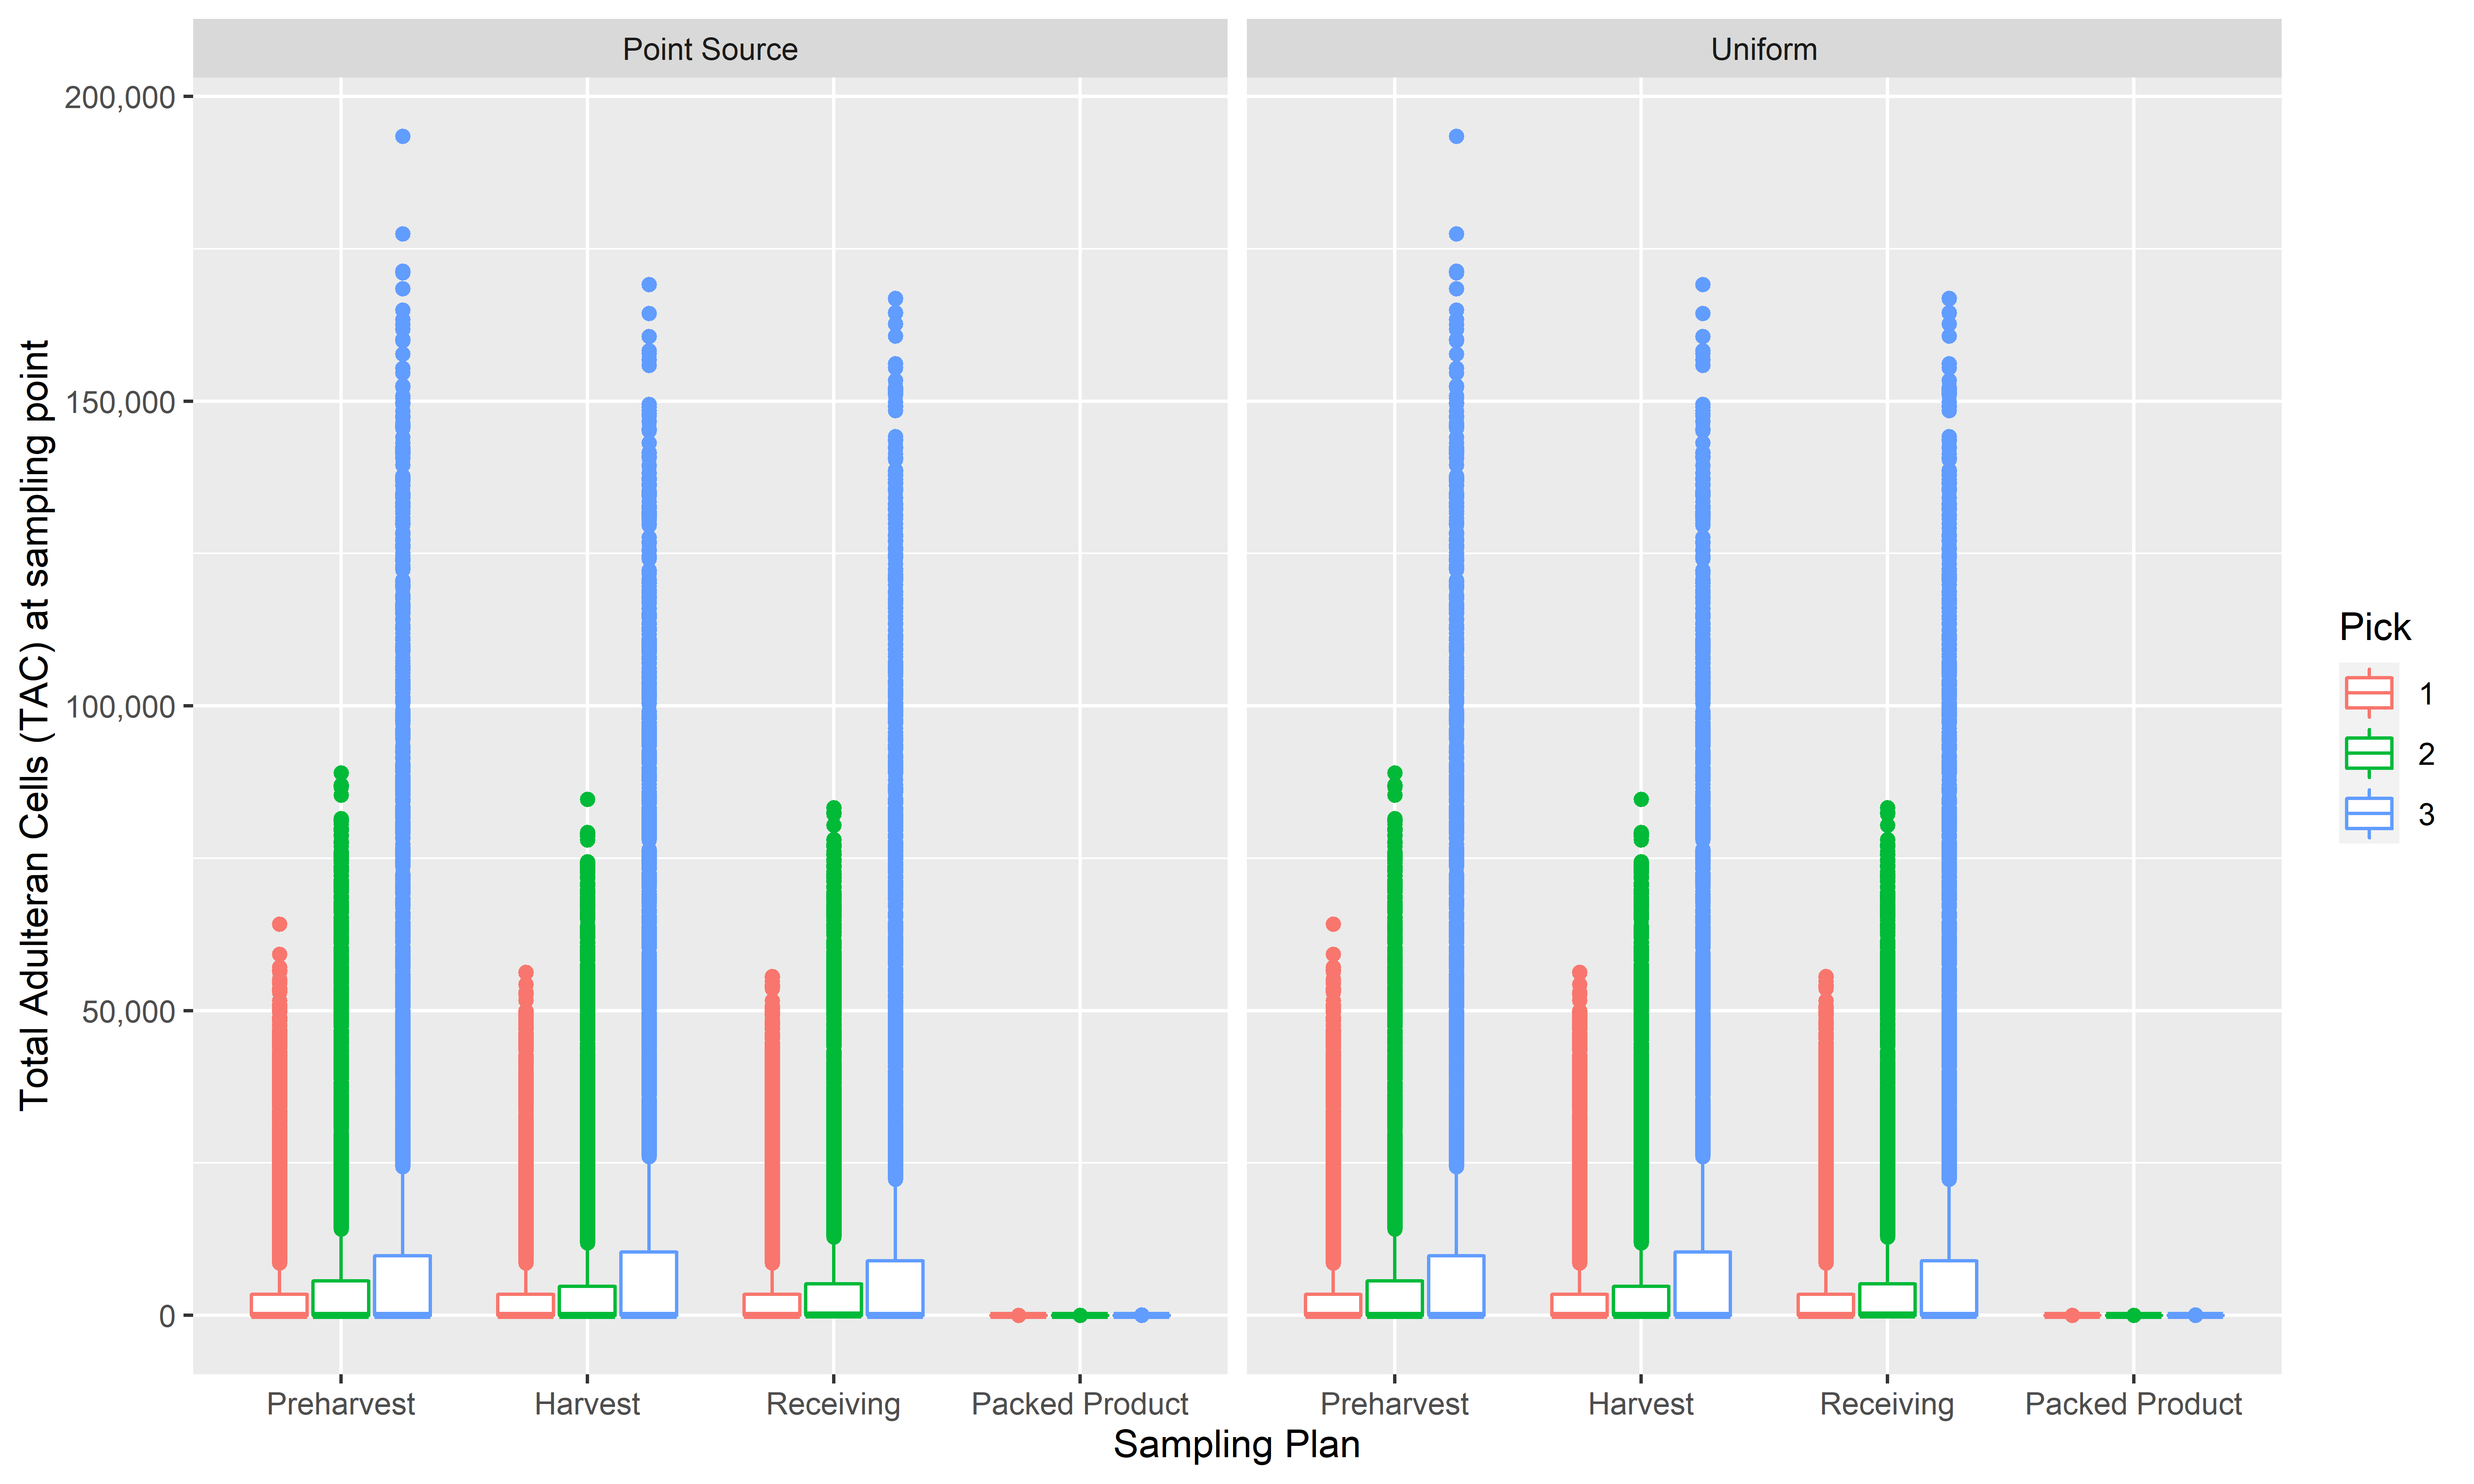 Point Source
Uniform
200,000
150,000
100,000
50,000
0
Total Adulteran Cells (TAC) at sampling point
Preharvest
Harvest
Receiving
Packed Product
Preharvest
Harvest
Receiving
Packed Product
Sampling Plan
Pick
1
2
3